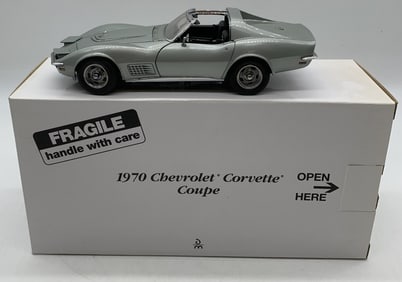 FRAGILE
handle with care
1970 Chevrolet® Corvette®
Coupe
OPEN
HERE
D
M